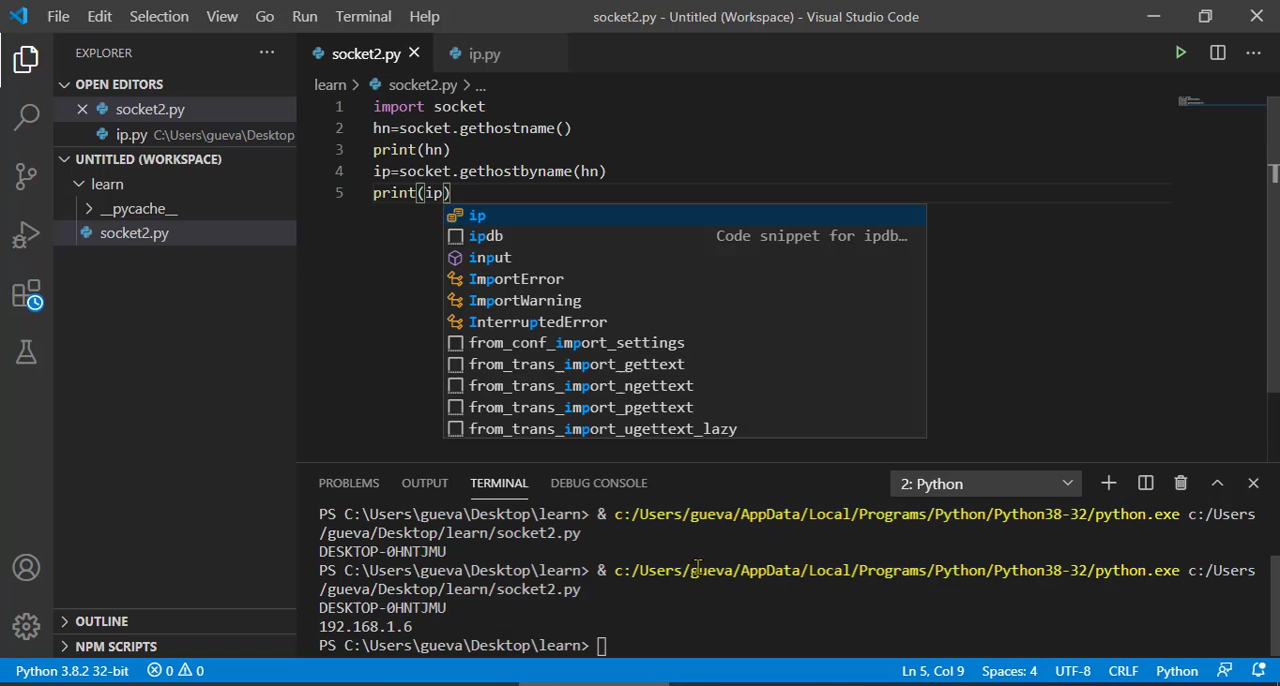 File Edit Selection View Go Run Terminal Help
socket2.py - Untitled (Workspace) - Visual Studio Code
EXPLORER
OPEN EDITORS
socket2.py
ip.py C:\Users\gueva\Desktop
UNTITLED (WORKSPACE)
learn
__pycache__
socket2.py
OUTLINE
NPM SCRIPTS
socket2.py
ip.py
learn > socket2.py > ...
1 import socket
2 hn=socket.gethostname()
3 print(hn)
4 ip=socket.gethostbyname(hn)
5 print(ip)
ip
ipdb Code snippet for ipdb…
input
ImportError
ImportWarning
InterruptedError
from_conf_import_settings
from_trans_import_gettext
from_trans_import_ngettext
from_trans_import_pgettext
from_trans_import_ugettext_lazy
PROBLEMS OUTPUT TERMINAL DEBUG CONSOLE 2: Python
PS C:\Users\gueva\Desktop\learn> & c:/Users/gueva/AppData/Local/Programs/Python/Python38-32/python.exe c:/Users
/gueva/Desktop/learn/socket2.py
DESKTOP-0HNTJMU
PS C:\Users\gueva\Desktop\learn> & c:/Users/gueva/AppData/Local/Programs/Python/Python38-32/python.exe c:/Users
/gueva/Desktop/learn/socket2.py
DESKTOP-0HNTJMU
192.168.1.6
PS C:\Users\gueva\Desktop\learn>
Python 3.8.2 32-bit 0 0 Ln 5, Col 9 Spaces: 4 UTF-8 CRLF Python